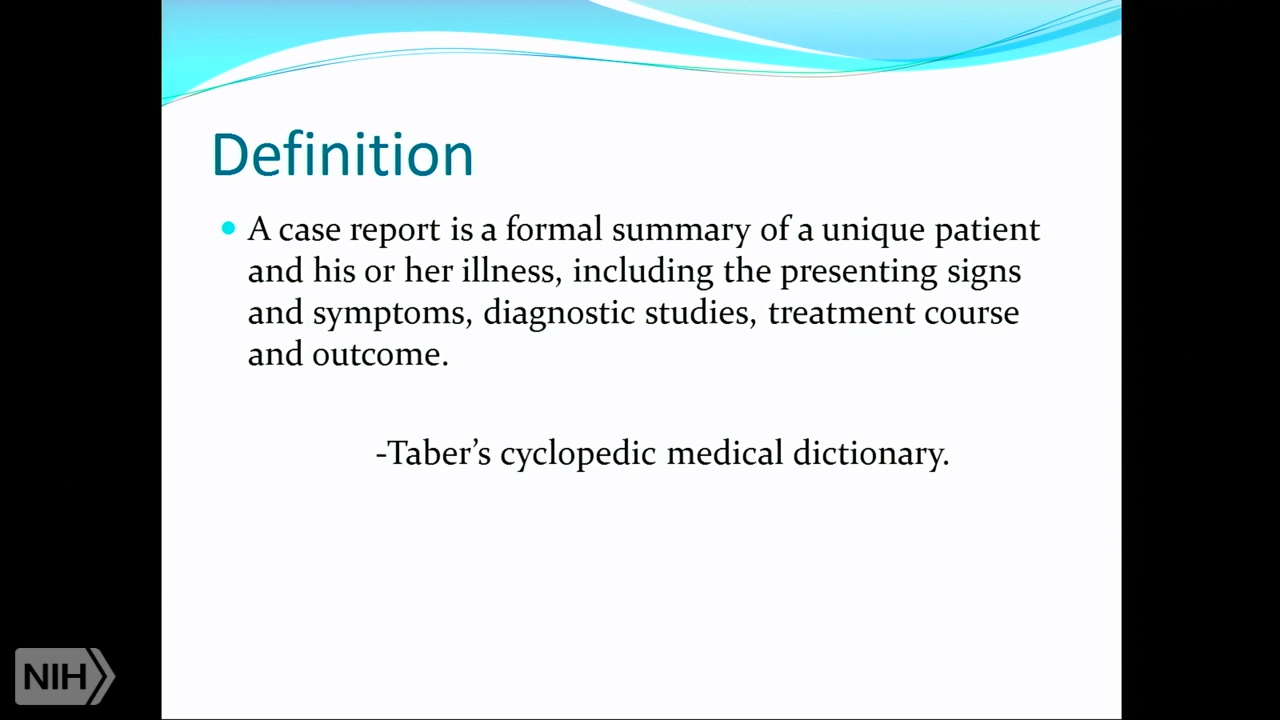 Definition
• A case report is a formal summary of a unique patient
and his or her illness, including the presenting signs
and symptoms, diagnostic studies, treatment course
and outcome.
-Taber’s cyclopedic medical dictionary.
NIH